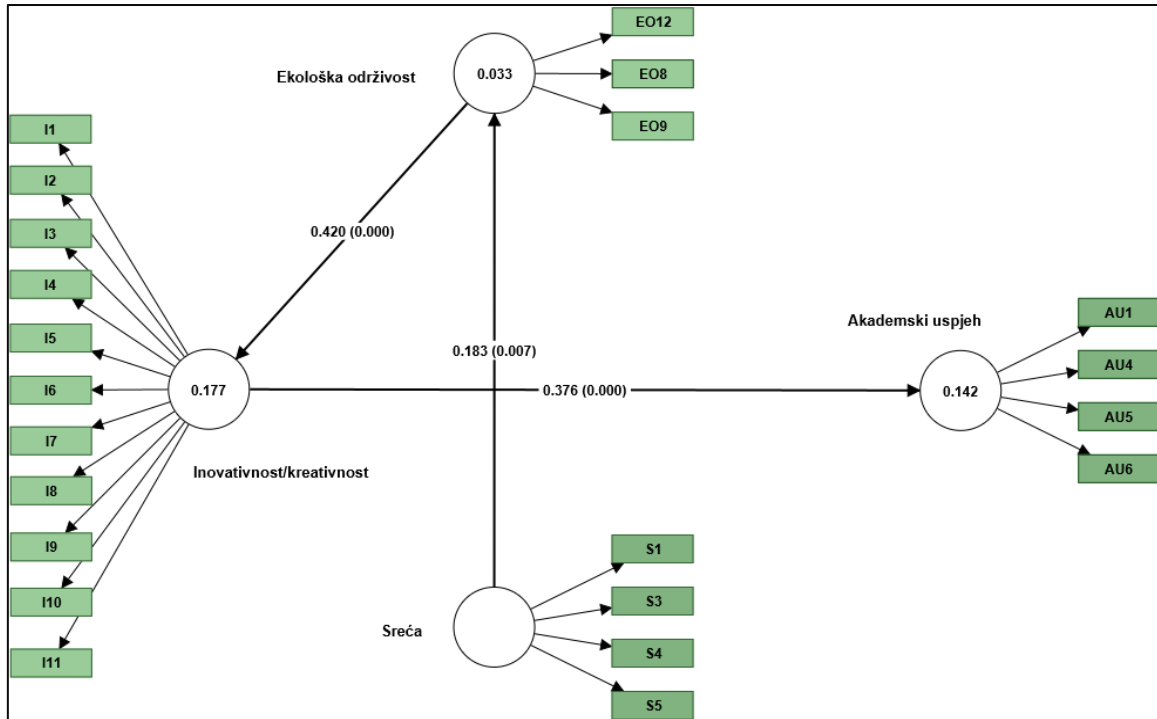 EO12
Ekološka održivost
0.033
EO8
EO9
I1
I2
I3
I4
I5
I6
I7
I8
I9
I10
I11
0.420 (0.000)
0.183 (0.007)
0.376 (0.000)
0.177
Inovativnost/kreativnost
Akademski uspjeh
0.142
AU1
AU4
AU5
AU6
Sreća
S1
S3
S4
S5